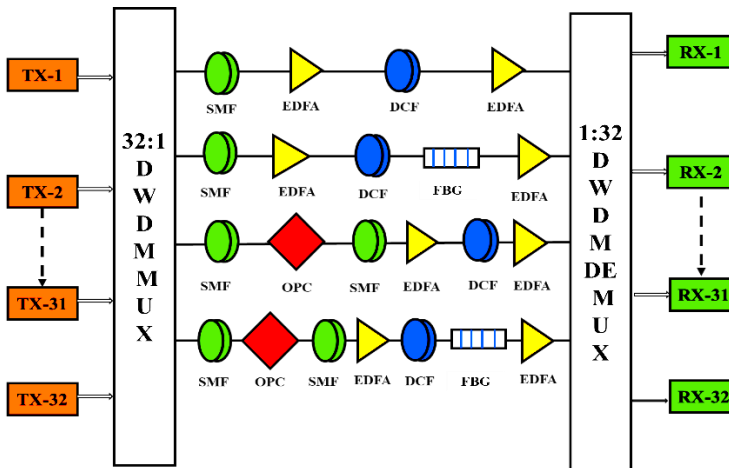 TX-1
TX-2
TX-31
TX-32
32:1
D
W
D
M
M
U
X
SMF EDFA DCF EDFA
SMF EDFA DCF FBG EDFA
SMF OPC SMF EDFA DCF EDFA
SMF OPC SMF EDFA DCF FBG EDFA
1:32
D
W
D
M
DE
M
U
X
RX-1
RX-2
RX-31
RX-32